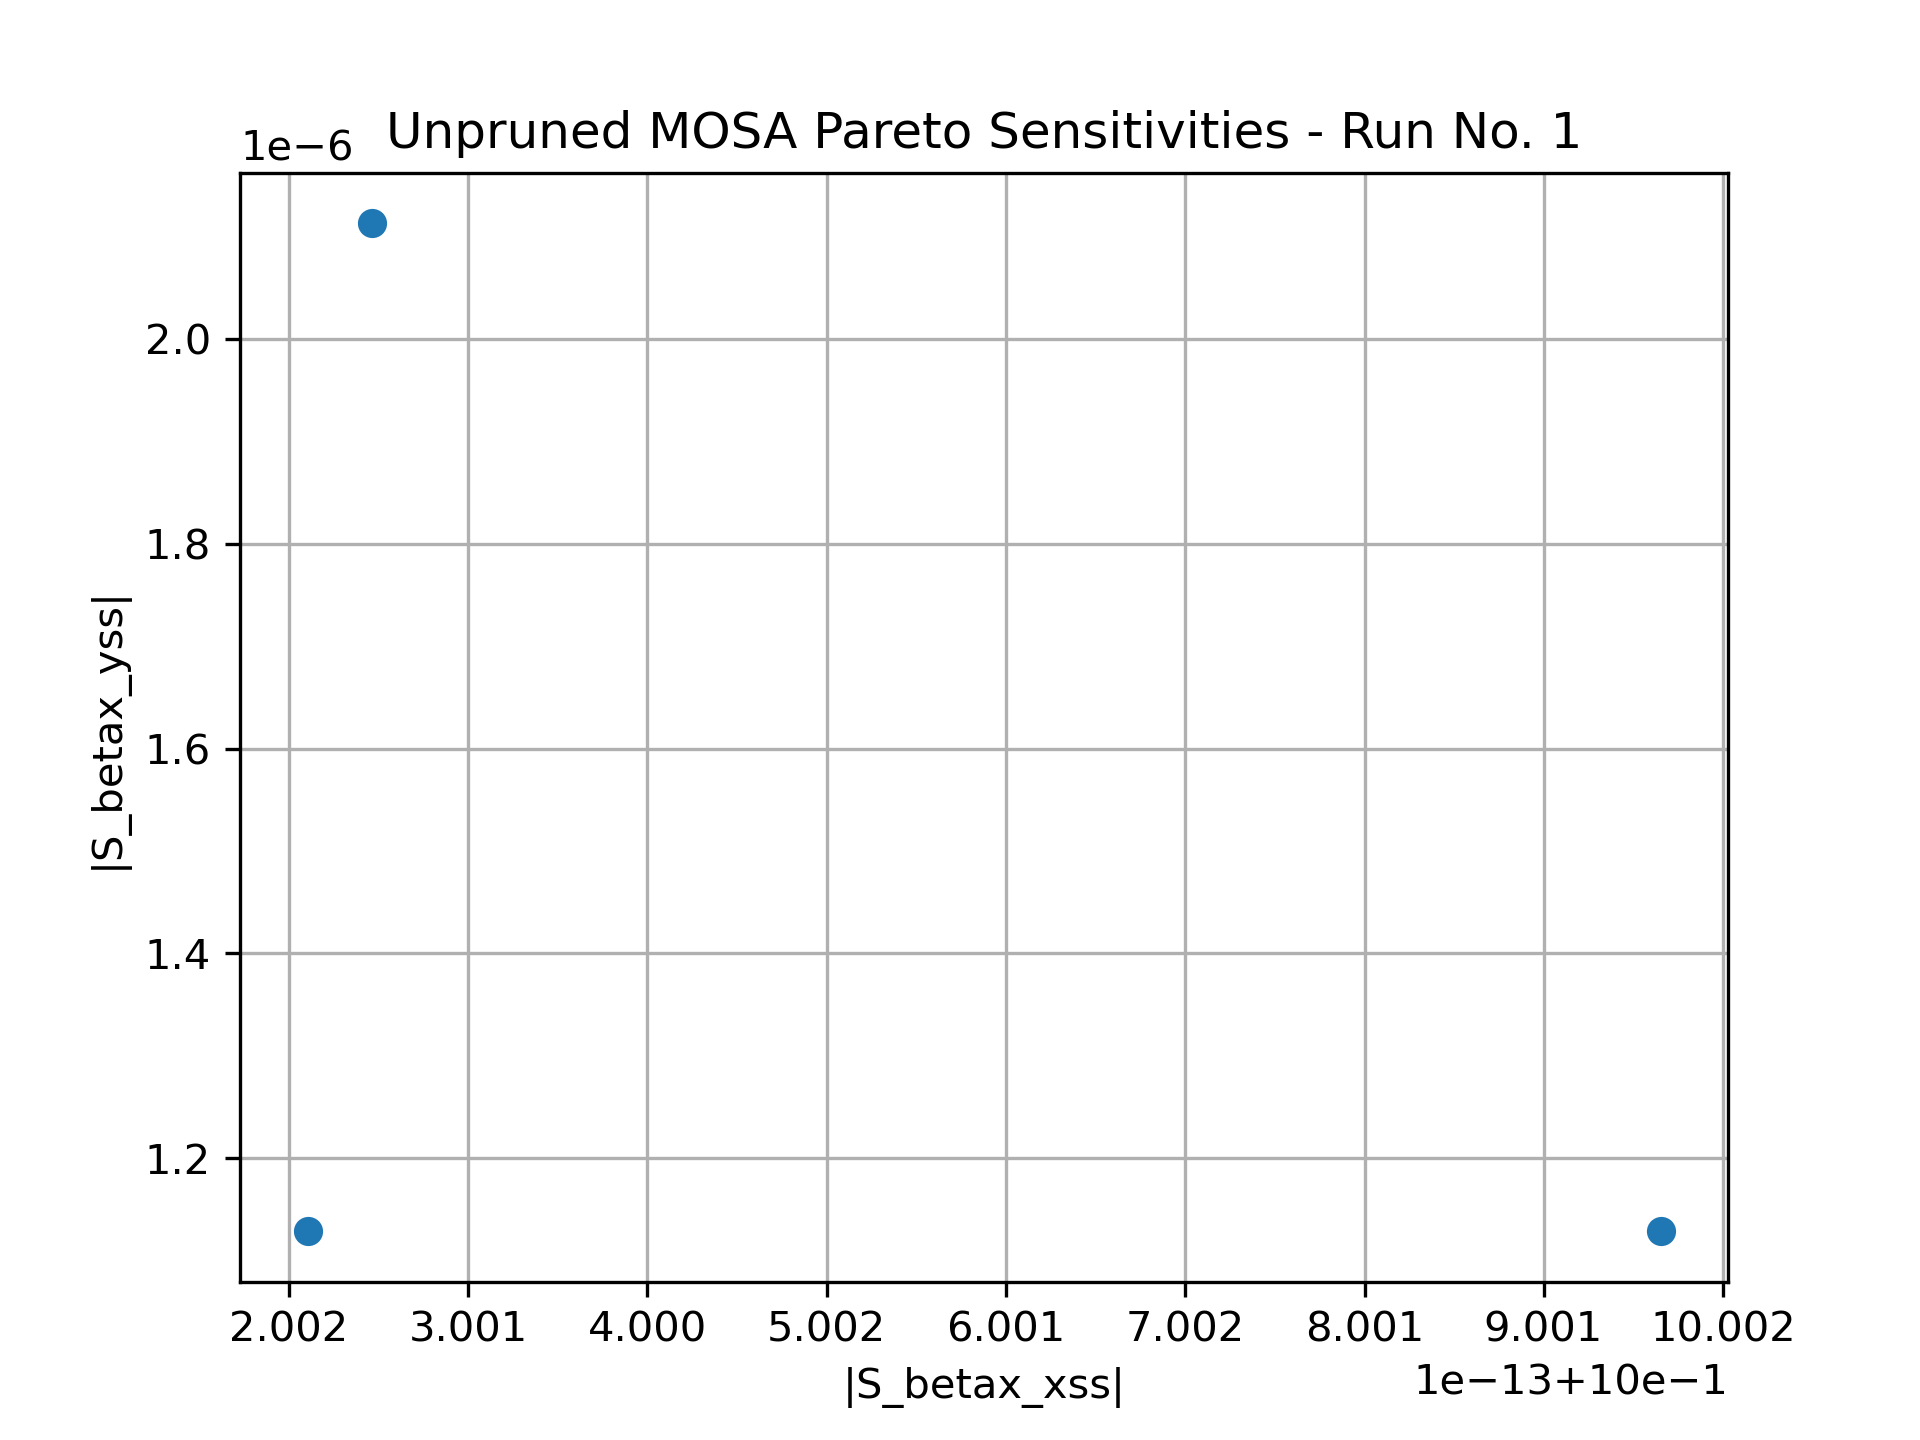 Unpruned MOSA Pareto Sensitivities - Run No. 1
1e−6
2.0
1.8
1.6
1.4
1.2
|S_betax_yss|
2.002 3.001 4.000 5.002 6.001 7.002 8.001 9.001 10.002
1e−13+10e−1
|S_betax_xss|